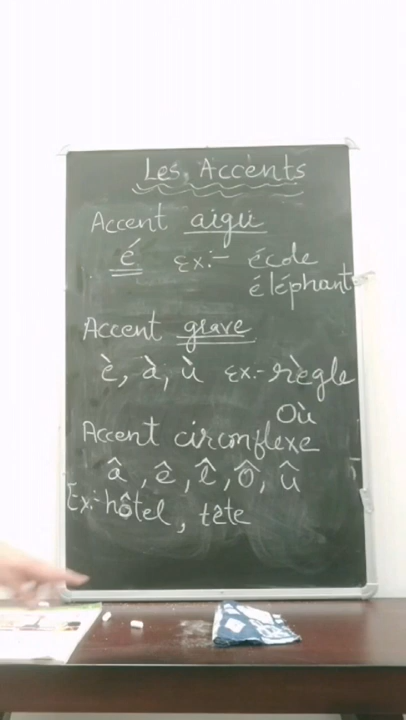 Les Accents
Accent aigu
é Ex:- école
éléphant
Accent grave
è, à, ù Ex:- règle
Où
Accent circonflexe
â, ê, î, ô, û
Ex:- hôtel, tête